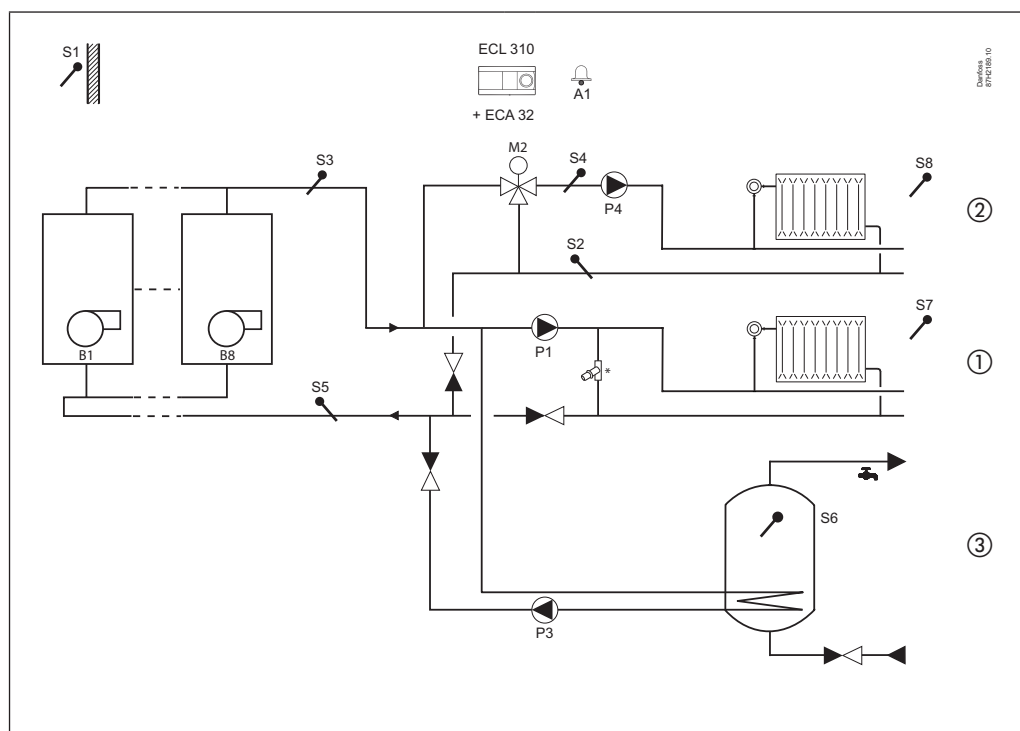 S1
ECL 310
A1
+ ECA 32
Danfoss
87H2189.10
M2
S3
S4
S8
P4
②
S2
S7
B1
B8
P1
*
①
S5
S6
③
P3